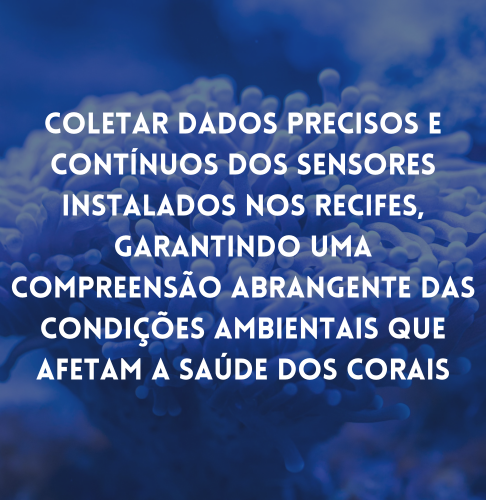 COLETAR DADOS PRECISOS E
CONTÍNUOS DOS SENSORES
INSTALADOS NOS RECIFES,
GARANTINDO UMA
COMPREENSÃO ABRANGENTE DAS
CONDIÇÕES AMBIENTAIS QUE
AFETAM A SAÚDE DOS CORAIS